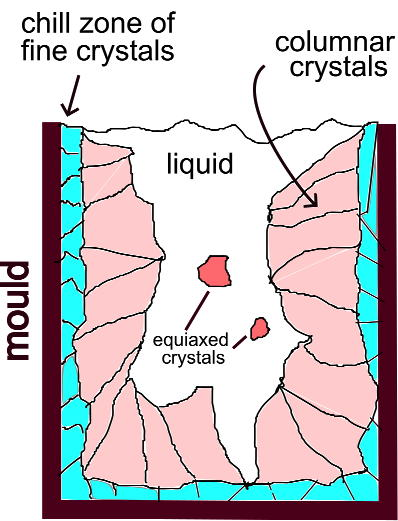 chill zone of
fine crystals
columnar
crystals
liquid
equiaxed
crystals
mould